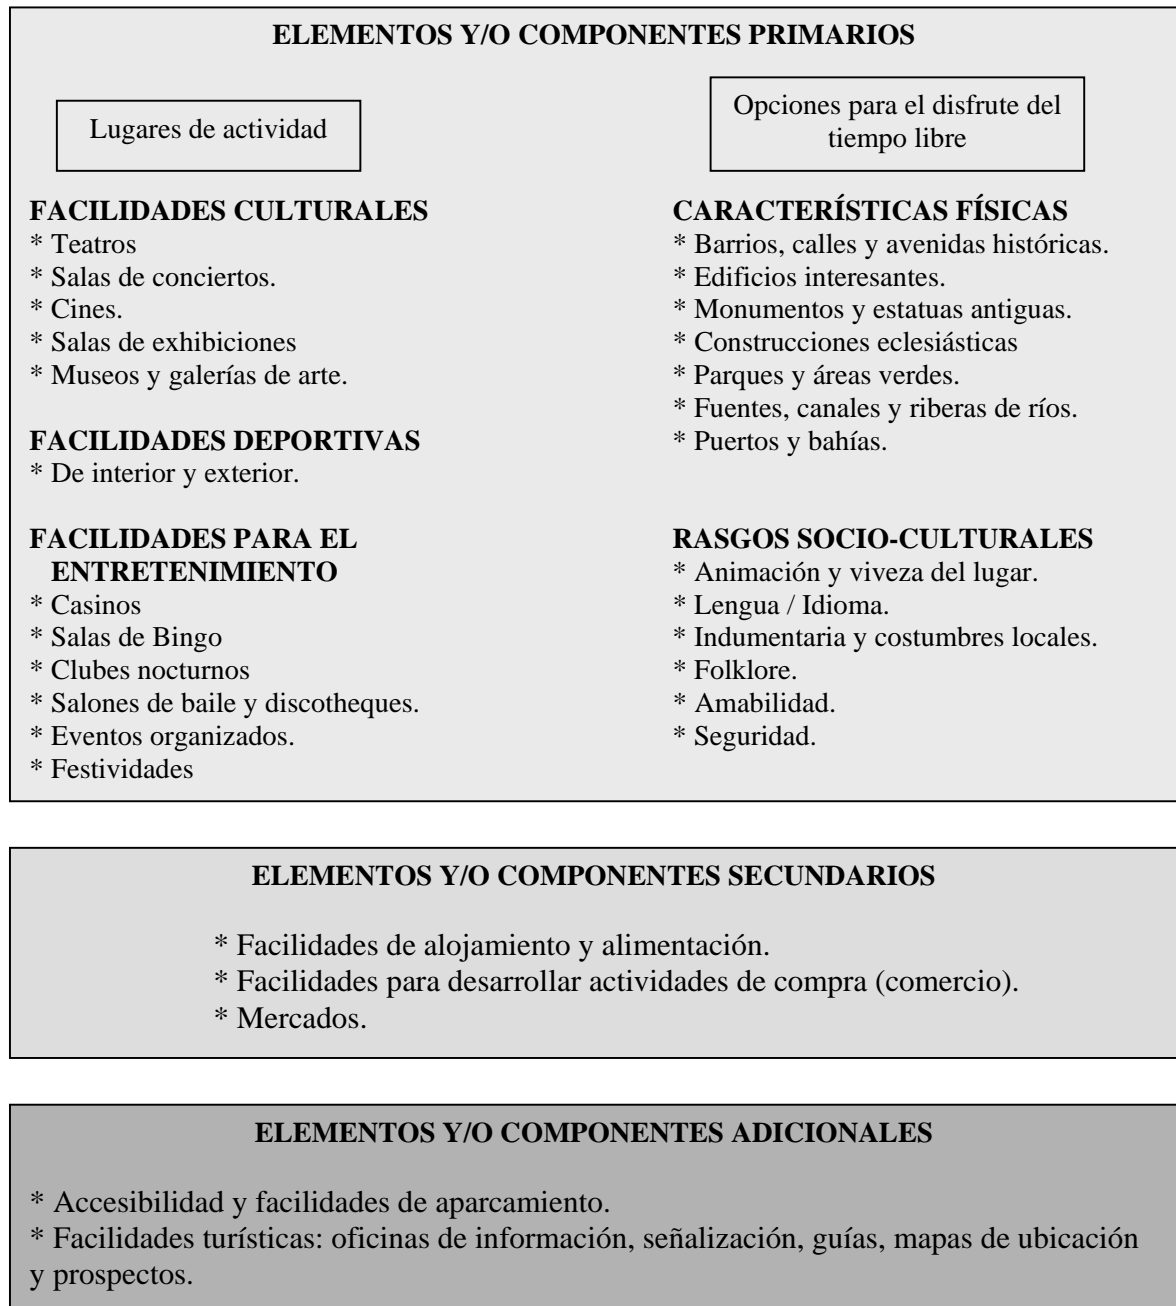 ELEMENTOS Y/O COMPONENTES PRIMARIOS
Lugares de actividad
Opciones para el disfrute del
tiempo libre
FACILIDADES CULTURALES
* Teatros
* Salas de conciertos.
* Cines.
* Salas de exhibiciones
* Museos y galerías de arte.
FACILIDADES DEPORTIVAS
* De interior y exterior.
FACILIDADES PARA EL
ENTRETENIMIENTO
* Casinos
* Salas de Bingo
* Clubes nocturnos
* Salones de baile y discotheques.
* Eventos organizados.
* Festividades
CARACTERÍSTICAS FÍSICAS
* Barrios, calles y avenidas históricas.
* Edificios interesantes.
* Monumentos y estatuas antiguas.
* Construcciones eclesiásticas
* Parques y áreas verdes.
* Fuentes, canales y riberas de ríos.
* Puertos y bahías.
RASGOS SOCIO-CULTURALES
* Animación y viveza del lugar.
* Lengua / Idioma.
* Indumentaria y costumbres locales.
* Folklore.
* Amabilidad.
* Seguridad.
ELEMENTOS Y/O COMPONENTES SECUNDARIOS
* Facilidades de alojamiento y alimentación.
* Facilidades para desarrollar actividades de compra (comercio).
* Mercados.
ELEMENTOS Y/O COMPONENTES ADICIONALES
* Accesibilidad y facilidades de aparcamiento.
* Facilidades turísticas: oficinas de información, señalización, guías, mapas de ubicación
y prospectos.